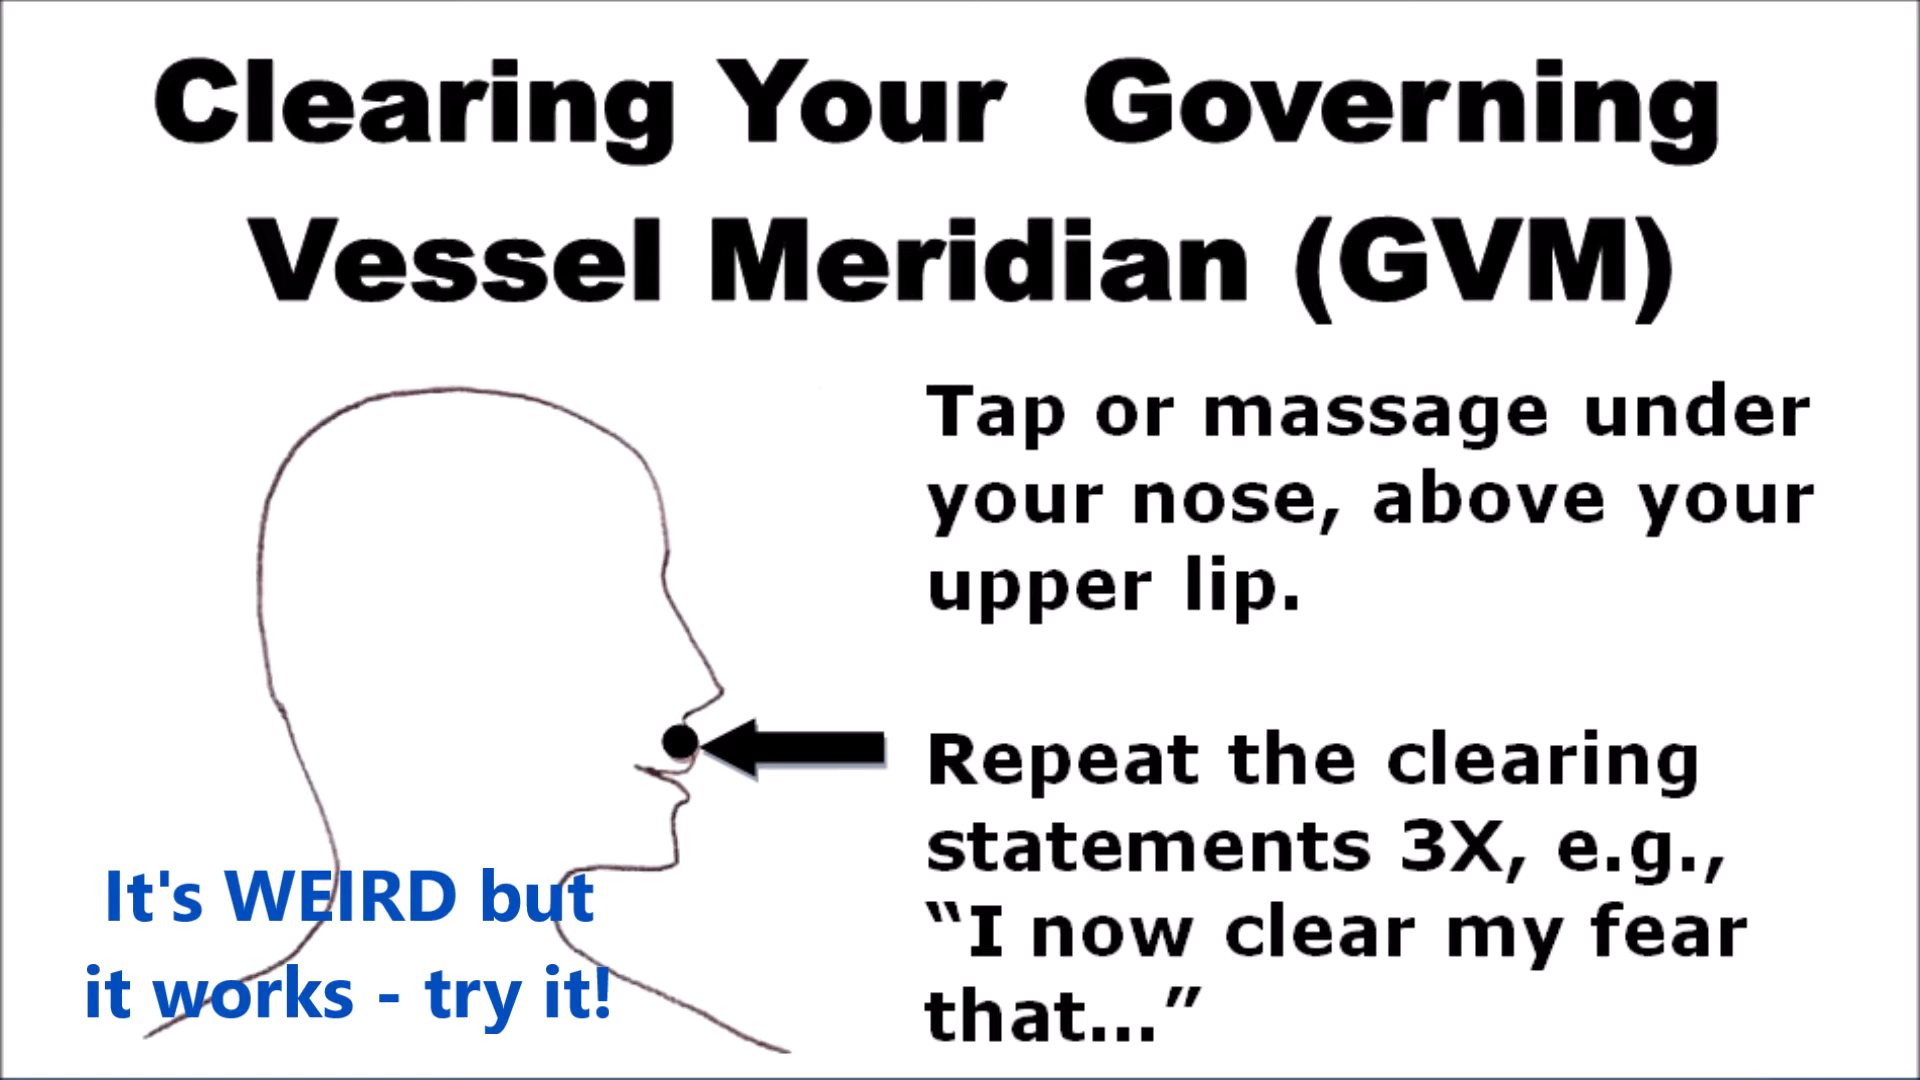 Clearing Your Governing
Vessel Meridian (GVM)
Tap or massage under
your nose, above your
upper lip.
Repeat the clearing
statements 3X, e.g.,
“I now clear my fear
that...”
It's WEIRD but
it works - try it!